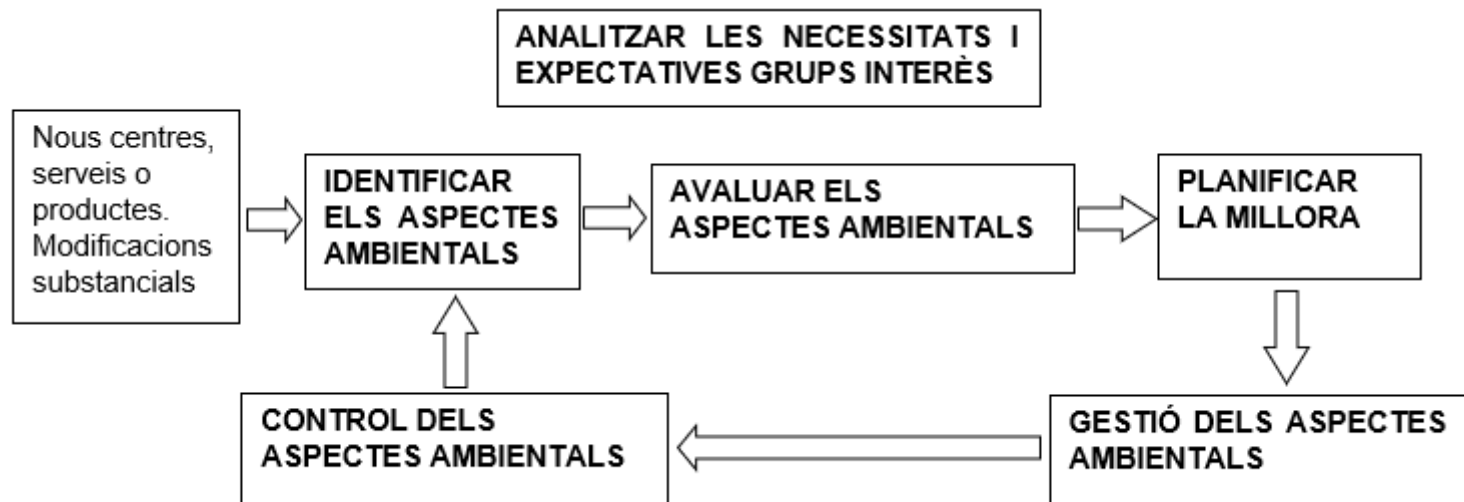 ANALITZAR LES NECESSITATS I
EXPECTATIVES GRUPS INTERÈS
Nous centres,
serveis o
productes.
Modificacions
substancials
IDENTIFICAR
ELS ASPECTES
AMBIENTALS
AVALUAR ELS
ASPECTES AMBIENTALS
PLANIFICAR
LA MILLORA
GESTIÓ DELS ASPECTES
AMBIENTALS
CONTROL DELS
ASPECTES AMBIENTALS